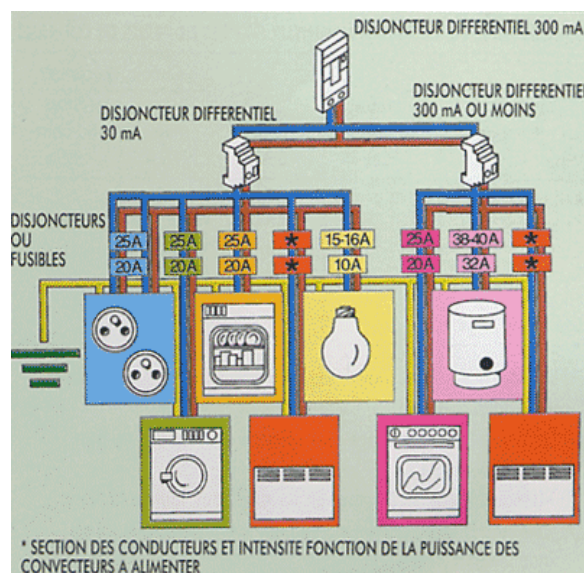 DISJONCTEUR DIFFERENTIEL 300 mA
DISJONCTEUR DIFFERENTIEL
30 mA
DISJONCTEUR DIFFERENTIE
300 mA OU MOINS
DISJONCTEURS
OU
FUSIBLES
25A 25A 25A * 15-16A 25A 38-40A *
20A 20A 20A * 10A 20A 32A *
* SECTION DES CONDUCTEURS ET INTENSITE FONCTION DE LA PUISSANCE DES
CONVECTEURS A ALIMENTER